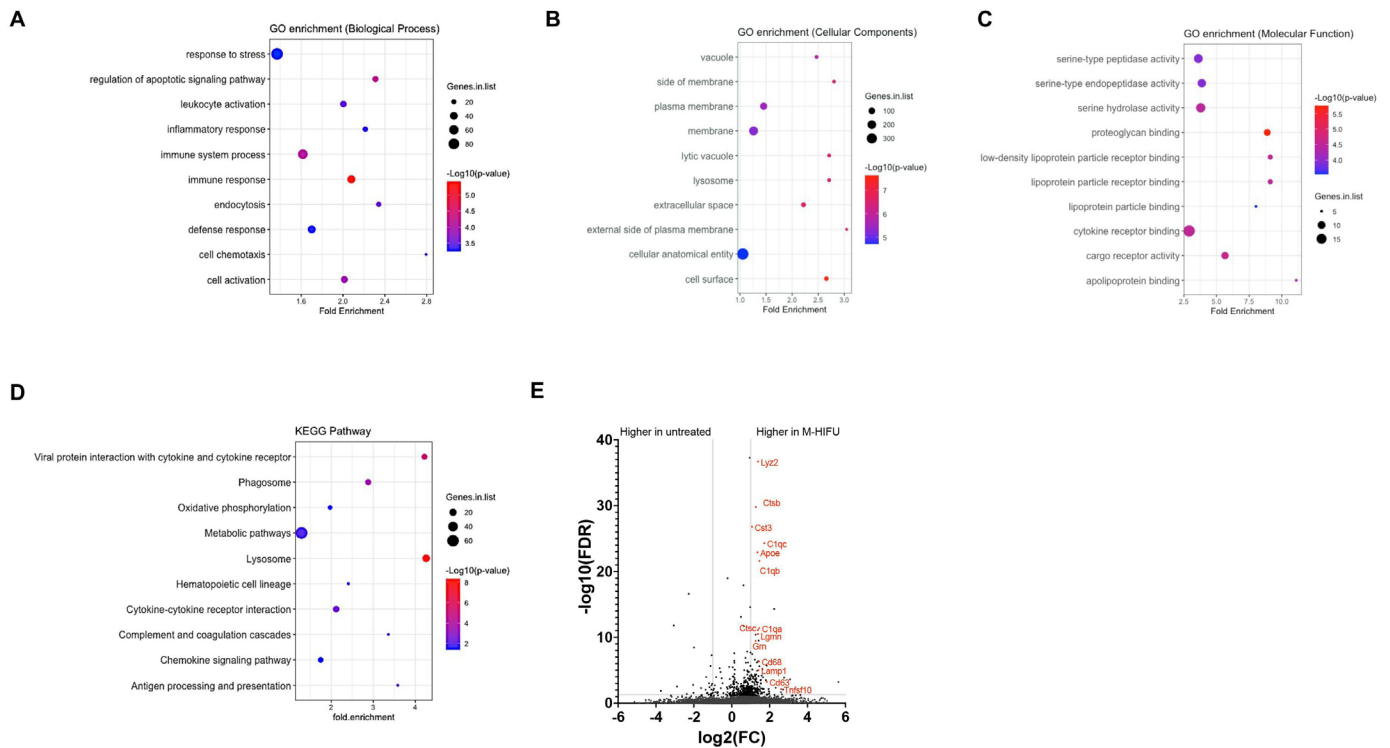 A
GO enrichment (Biological Process)
response to stress
regulation of apoptotic signaling pathway
leukocyte activation
inflammatory response
immune system process
immune response
endocytosis
defense response
cell chemotaxis
cell activation
1.6 2.0 2.4 2.8
Fold Enrichment
Genes.in.list
20
40
60
80
-Log10(p-value)
5.0
4.5
4.0
3.5
B
GO enrichment (Cellular Components)
vacuole
side of membrane
plasma membrane
membrane
lytic vacuole
lysosome
extracellular space
external side of plasma membrane
cellular anatomical entity
cell surface
1.0 1.5 2.0 2.5 3.0
Fold Enrichment
Genes.in.list
100
200
300
-Log10(p-value)
7
6
5
C
GO enrichment (Molecular Function)
serine-type peptidase activity
serine-type endopeptidase activity
serine hydrolase activity
proteoglycan binding
low-density lipoprotein particle receptor binding
lipoprotein particle receptor binding
lipoprotein particle binding
cytokine receptor binding
cargo receptor activity
apolipoprotein binding
2.5 5.0 7.5 10.0
Fold Enrichment
-Log10(p-value)
5.5
5.0
4.5
4.0
Genes.in.list
5
10
15
D
KEGG Pathway
Viral protein interaction with cytokine and cytokine receptor
Phagosome
Oxidative phosphorylation
Metabolic pathways
Lysosome
Hematopoietic cell lineage
Cytokine-cytokine receptor interaction
Complement and coagulation cascades
Chemokine signaling pathway
Antigen processing and presentation
2 3 4
fold.enrichment
Genes.in.list
20
40
60
-Log10(p-value)
8
6
4
2
E
Higher in untreated
Higher in M-HIFU
40
30
20
10
0
-log10(FDR)
Lyz2
Ctsb
Cst3
C1qc
Apoe
C1qb
Ctsc
C1qa
Lgmn
Grn
Cd68
Lamp1
Cd63
Tnfsf10
-6 -4 -2 0 2 4 6
log2(FC)